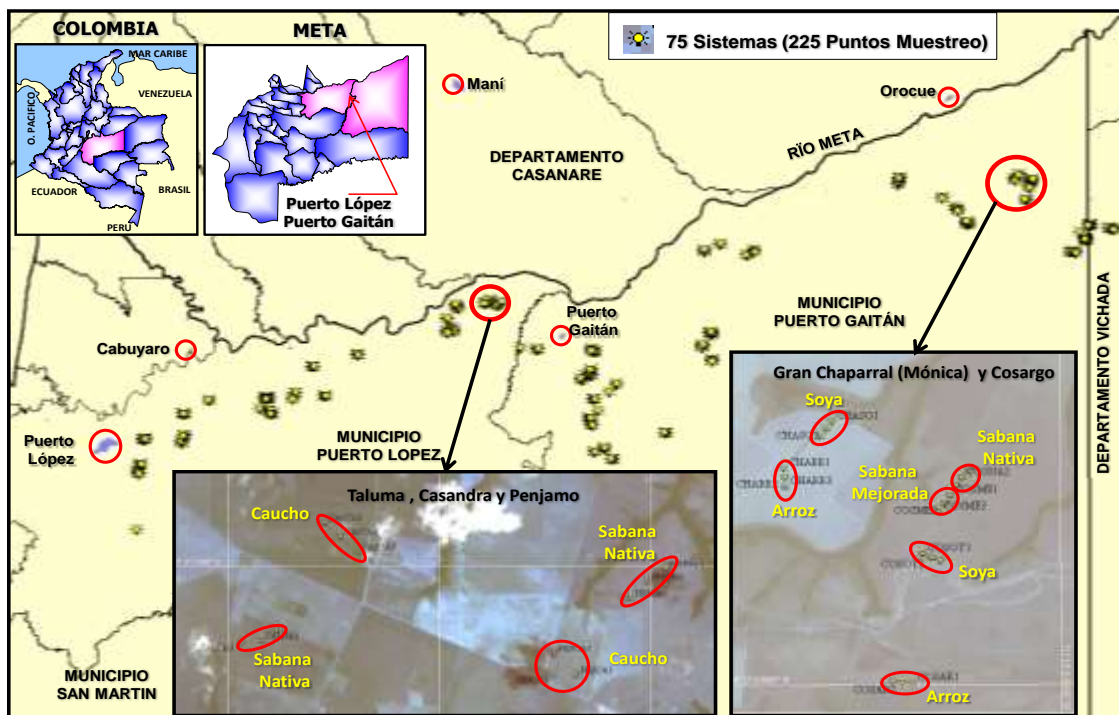 COLOMBIA
MAR CARIBE
VENEZUELA
O. PACIFICO
ECUADOR
BRASIL
PERU
META
Puerto López
Puerto Gaitán
75 Sistemas (225 Puntos Muestreo)
Maní
Orocue
RÍO META
DEPARTAMENTO
CASANARE
DEPARTAMENTO VICHADA
MUNICIPIO
PUERTO GAITÁN
Puerto
Gaitán
Cabuyaro
Puerto
López
MUNICIPIO
PUERTO LOPEZ
MUNICIPIO
SAN MARTIN
Taluma , Casandra y Penjamo
Caucho
Sabana
Nativa
Sabana
Nativa
Caucho
Gran Chaparral (Mónica) y Cosargo
Soya
Sabana
Nativa
Sabana
Mejorada
Arroz
Soya
Arroz